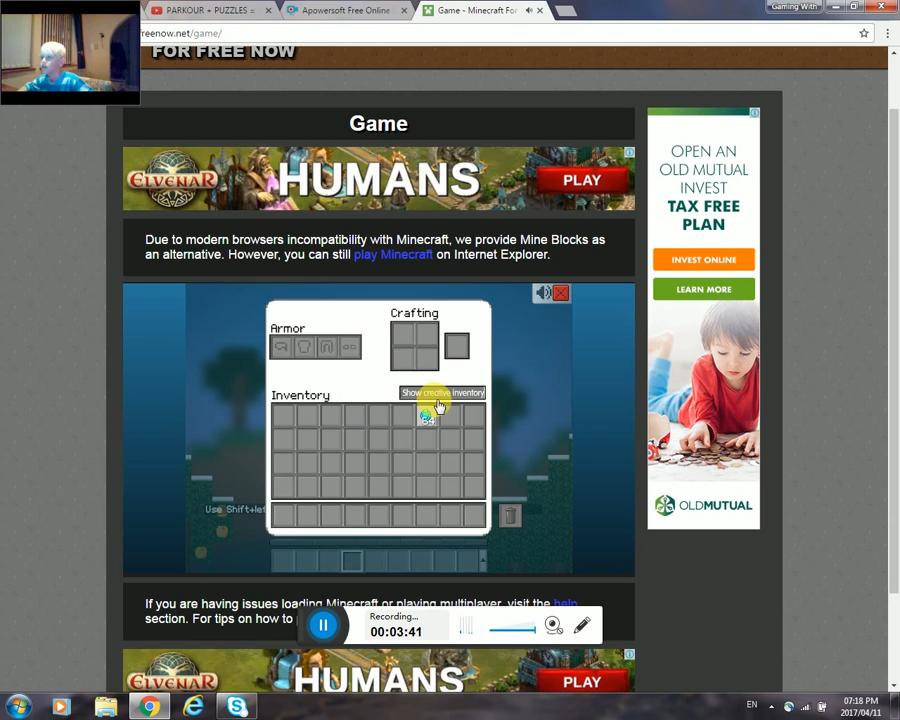 PARKOUR + PUZZLES =
Apowersoft Free Online
Game - Minecraft For
Gaming With
freenow.net/game/
FOR FREE NOW
Game
ELVENAR
HUMANS
PLAY
Due to modern browsers incompatibility with Minecraft, we provide Mine Blocks as
an alternative. However, you can still play Minecraft on Internet Explorer.
OPEN AN
OLD MUTUAL
INVEST
TAX FREE
PLAN
INVEST ONLINE
LEARN MORE
OLDMUTUAL
Armor
Crafting
Inventory
Show creative inventory
64
Use Shift+lef
If you are having issues loading Minecraft or playing multiplayer, visit the help
section. For tips on how to
Recording...
00:03:41
ELVENAR
HUMANS
PLAY
EN
07:18 PM
2017/04/11